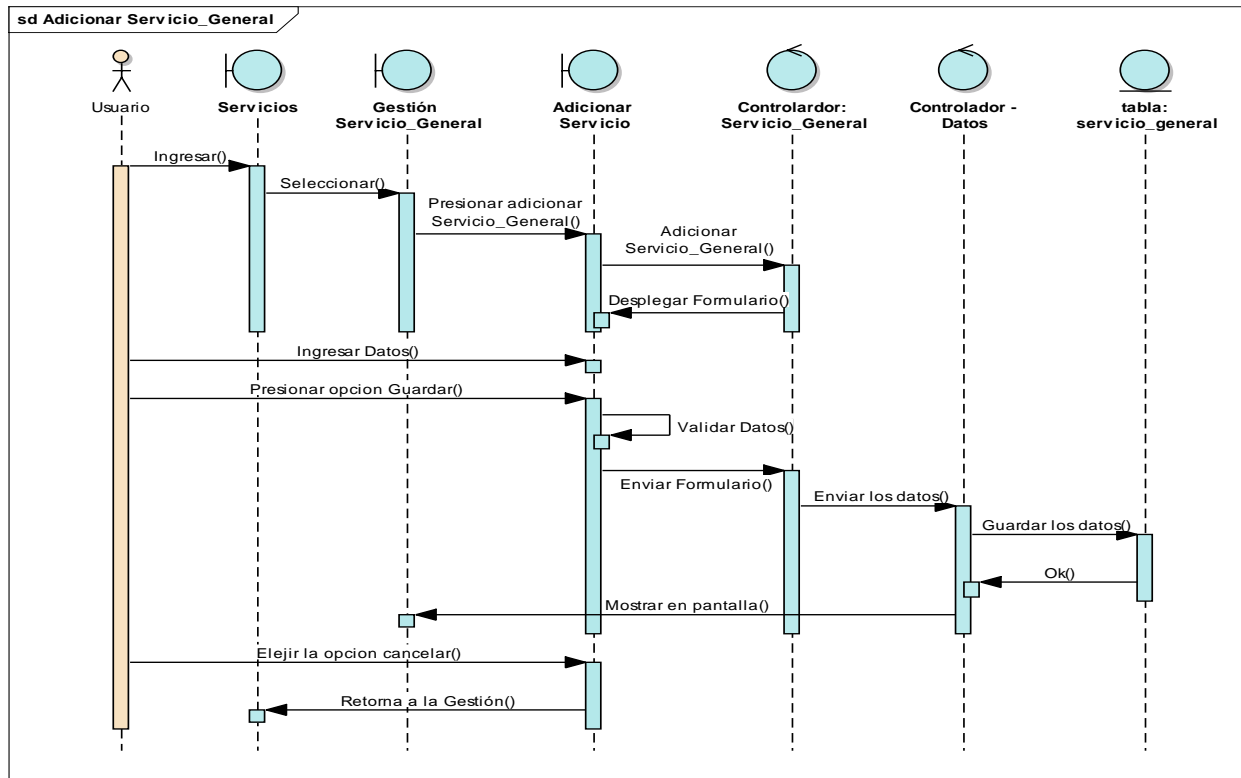 sd Adicionar Servicio_General
Usuario
Servicios
Gestión
Servicio_General
Adicionar
Servicio
Controlardor:
Servicio_General
Controlador -
Datos
tabla:
servicio_general
Ingresar()
Seleccionar()
Presionar adicionar
Servicio_General()
Adicionar
Servicio_General()
Desplegar Formulario()
Ingresar Datos()
Presionar opcion Guardar()
Validar Datos()
Enviar Formulario()
Enviar los datos()
Guardar los datos()
Ok()
Mostrar en pantalla()
Elejir la opcion cancelar()
Retorna a la Gestión()